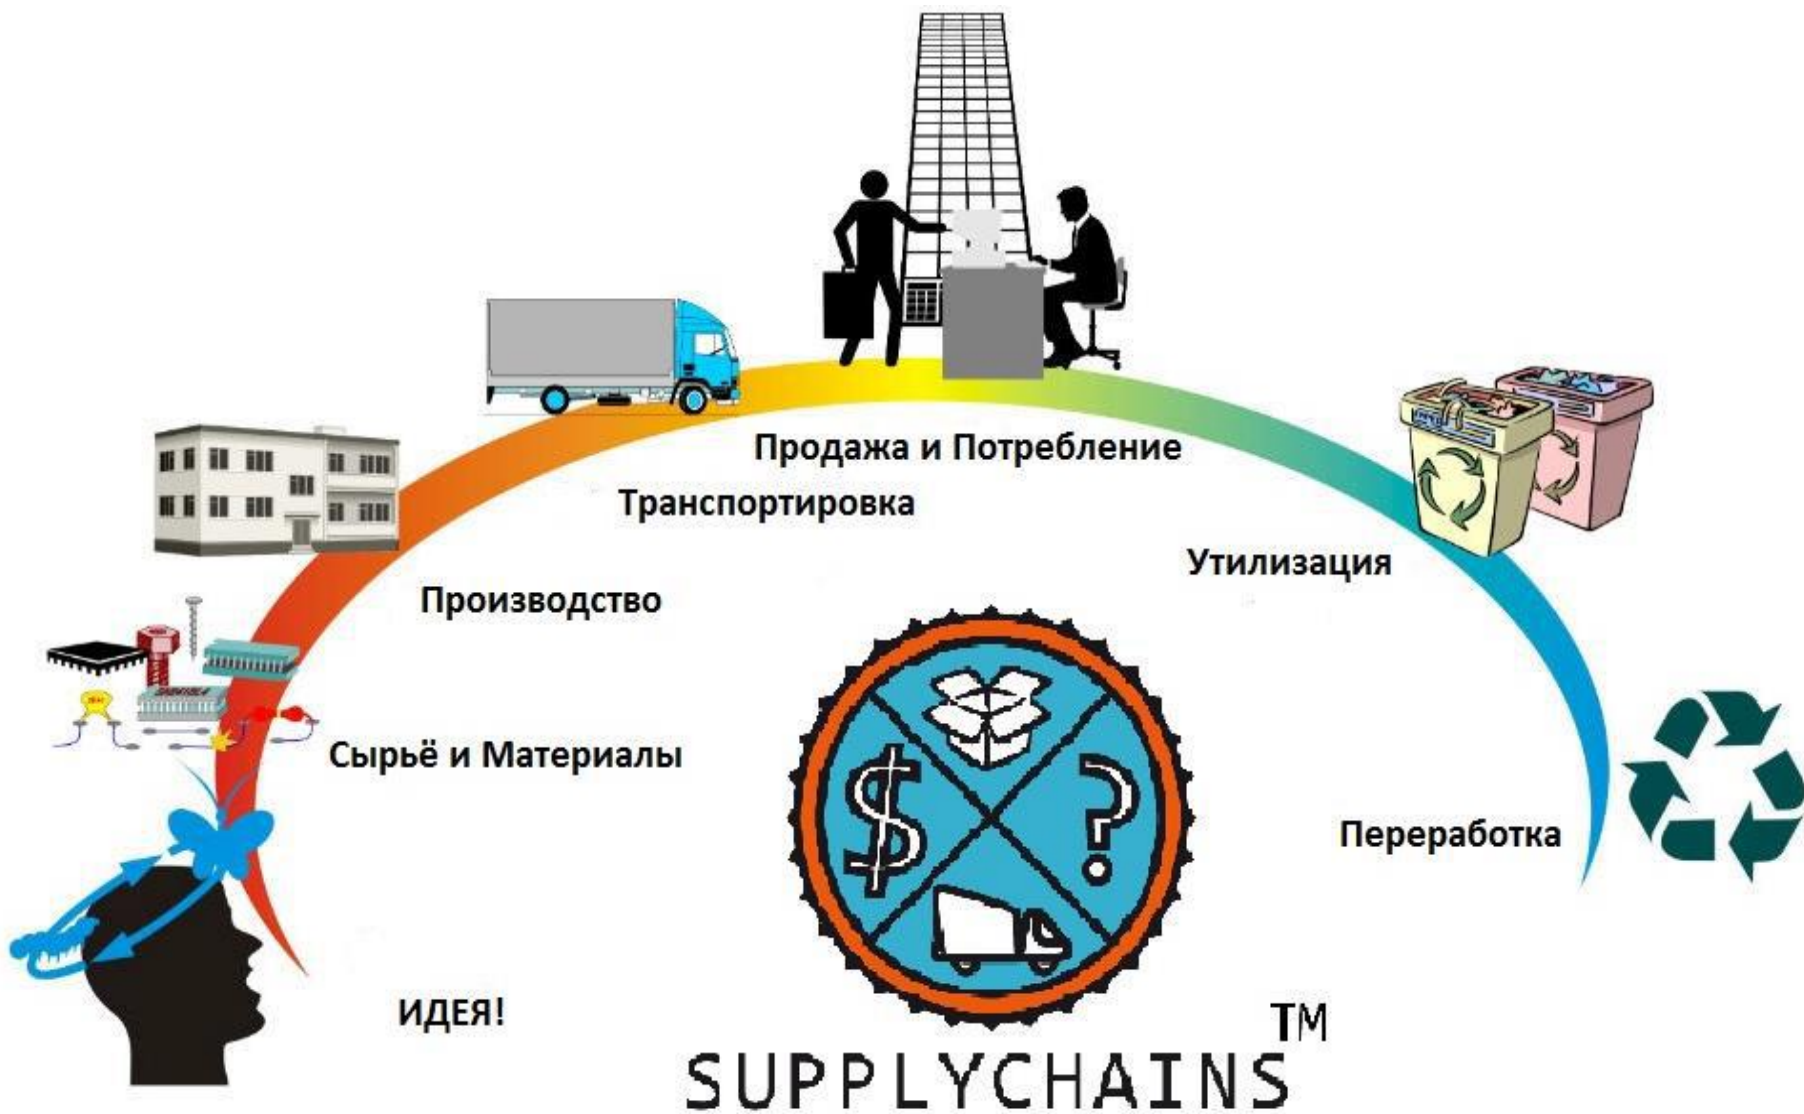 Продажа и Потребление
Транспортировка
Утилизация
Производство
Сырьё и Материалы
Переработка
ИДЕЯ!
TM
SUPPLYCHAINS